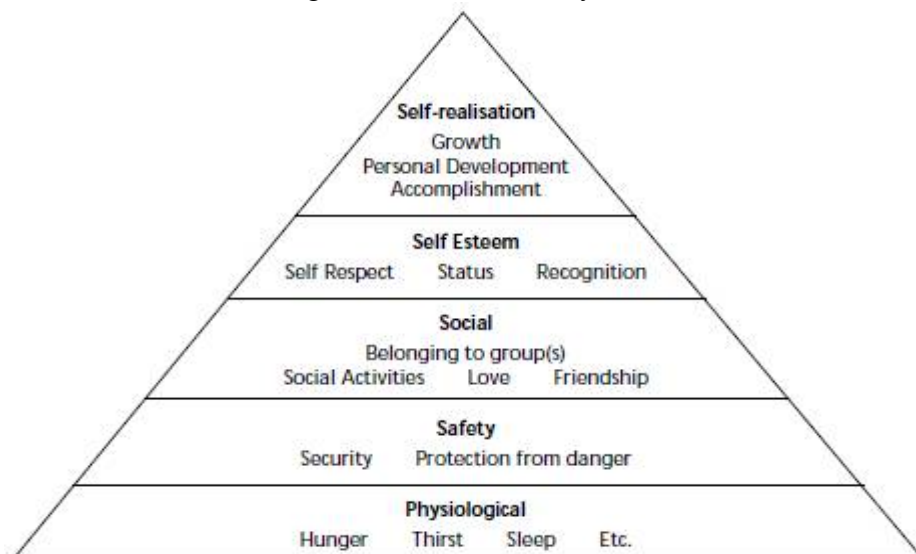 Self-realisation
Growth
Personal Development
Accomplishment
Self Esteem
Self Respect Status Recognition
Social
Belonging to group(s)
Social Activities Love Friendship
Safety
Security Protection from danger
Physiological
Hunger Thirst Sleep Etc.